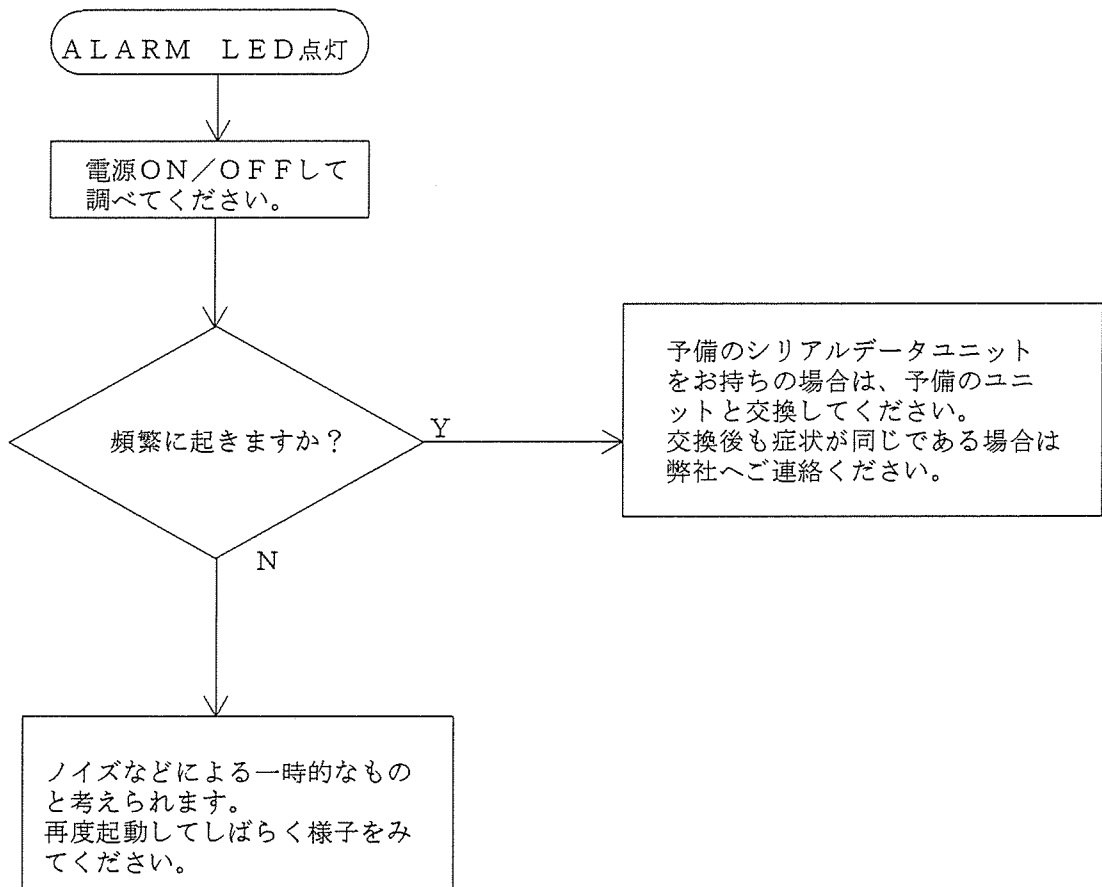 ＡＬＡＲＭ　ＬＥＤ点灯
電源ＯＮ／ＯＦＦして
調べてください。
頻繁に起きますか？
Ｙ
予備のシリアルデータユニット
をお持ちの場合は、予備のユニ
ットと交換してください。
交換後も症状が同じである場合は
弊社へご連絡ください。
Ｎ
ノイズなどによる一時的なもの
と考えられます。
再度起動してしばらく様子をみ
てください。